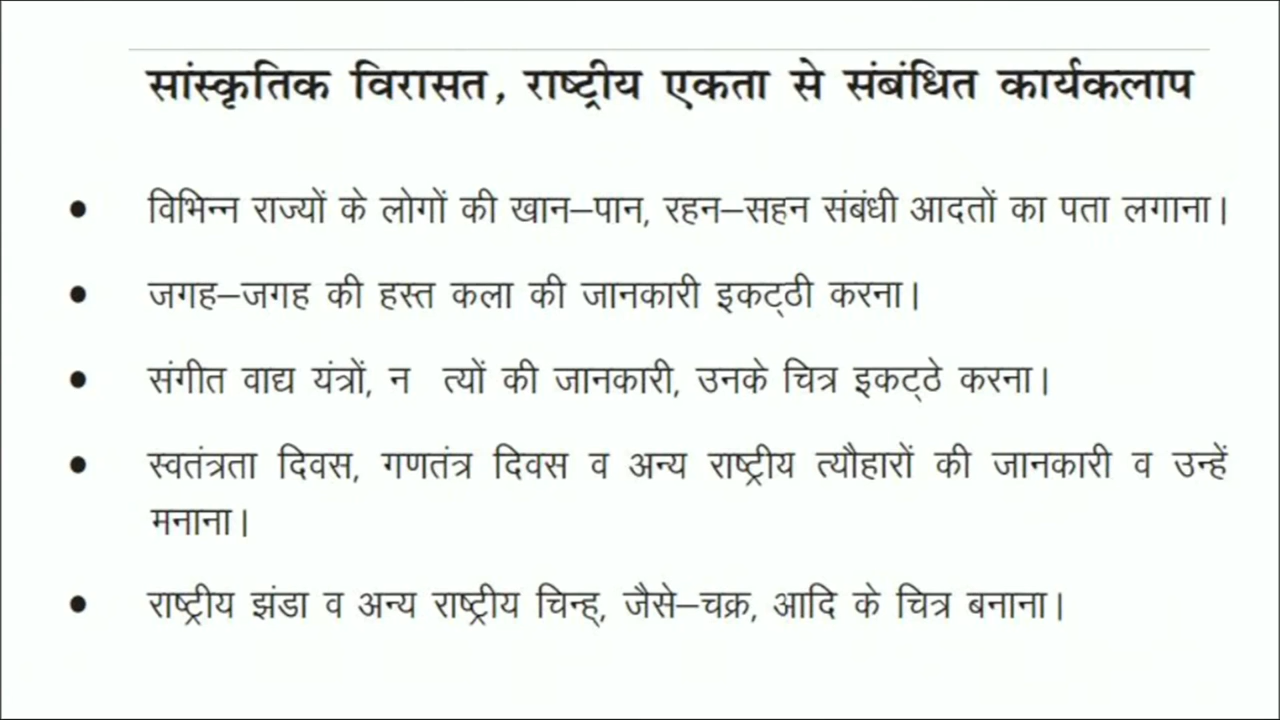 सांस्कृतिक विरासत, राष्ट्रीय एकता से संबंधित कार्यकलाप
● विभिन्न राज्यों के लोगों की खान–पान, रहन–सहन संबंधी आदतों का पता लगाना।
● जगह–जगह की हस्त कला की जानकारी इकट्ठी करना।
● संगीत वाद्य यंत्रों, न त्यों की जानकारी, उनके चित्र इकट्ठे करना।
● स्वतंत्रता दिवस, गणतंत्र दिवस व अन्य राष्ट्रीय त्यौहारों की जानकारी व उन्हें
मनाना।
● राष्ट्रीय झंडा व अन्य राष्ट्रीय चिन्ह्, जैसे–चक्र, आदि के चित्र बनाना।